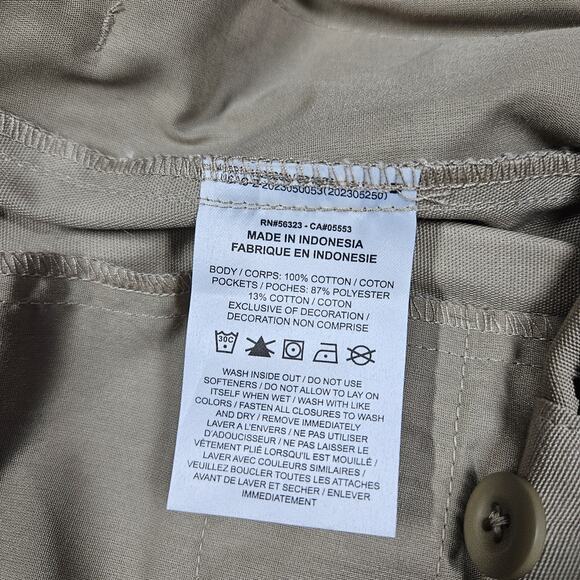 2023050053(202305250)
RN#56323 - CA#05553
MADE IN INDONESIA
FABRIQUE EN INDONESIE
BODY / CORPS: 100% COTTON / COTON
POCKETS / POCHES: 87% POLYESTER
13% COTTON / COTON
EXCLUSIVE OF DECORATION /
DECORATION NON COMPRISE
30C
WASH INSIDE OUT / DO NOT USE
SOFTENERS / DO NOT ALLOW TO LAY ON
ITSELF WHEN WET / WASH WITH LIKE
COLORS / FASTEN ALL CLOSURES TO WASH
AND DRY / REMOVE IMMEDIATELY
LAVER A L'ENVERS / NE PAS UTILISER
D'ADOUCISSEUR / NE PAS LAISSER LE
VÊTEMENT PLIÉ LORSQU'IL EST MOUILLÉ /
LAVER AVEC COULEURS SIMILAIRES /
VEUILLEZ BOUCLER TOUTES LES ATTACHES
AVANT DE LAVER ET SECHER / ENLEVER
IMMÉDIATEMENT